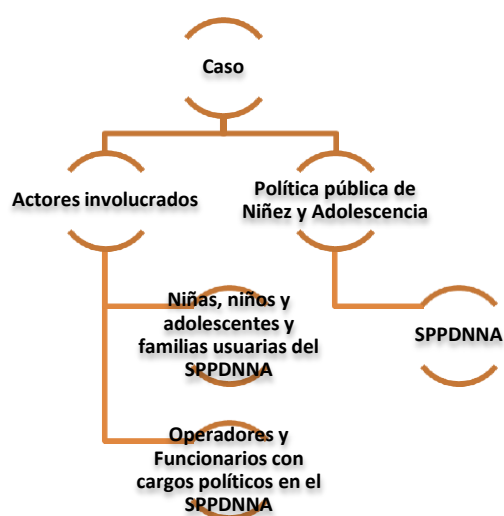 Caso
Actores involucrados
Política pública de
Niñez y Adolescencia
Niñas, niños y
adolescentes y
familias usuarias del
SPPDNNA
SPPDNNA
Operadores y
Funcionarios con
cargos políticos en el
SPPDNNA